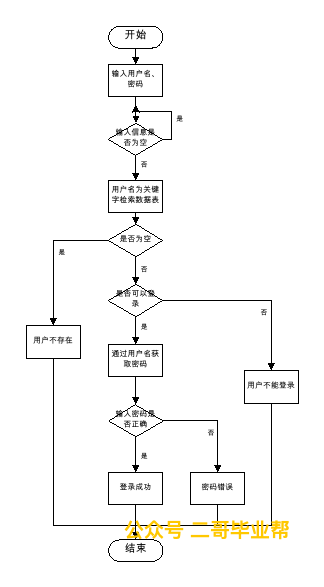 开始
输入用户名、
密码
是
输入信息是
否为空
否
用户名为关键
字检索数据表
是否为空
是
否
是否可以登
录
否
是
用户不存在
通过用户名获
取密码
用户不能登录
输入密码是
否正确
否
是
登录成功
密码错误
公众号 二哥毕业帮
结束